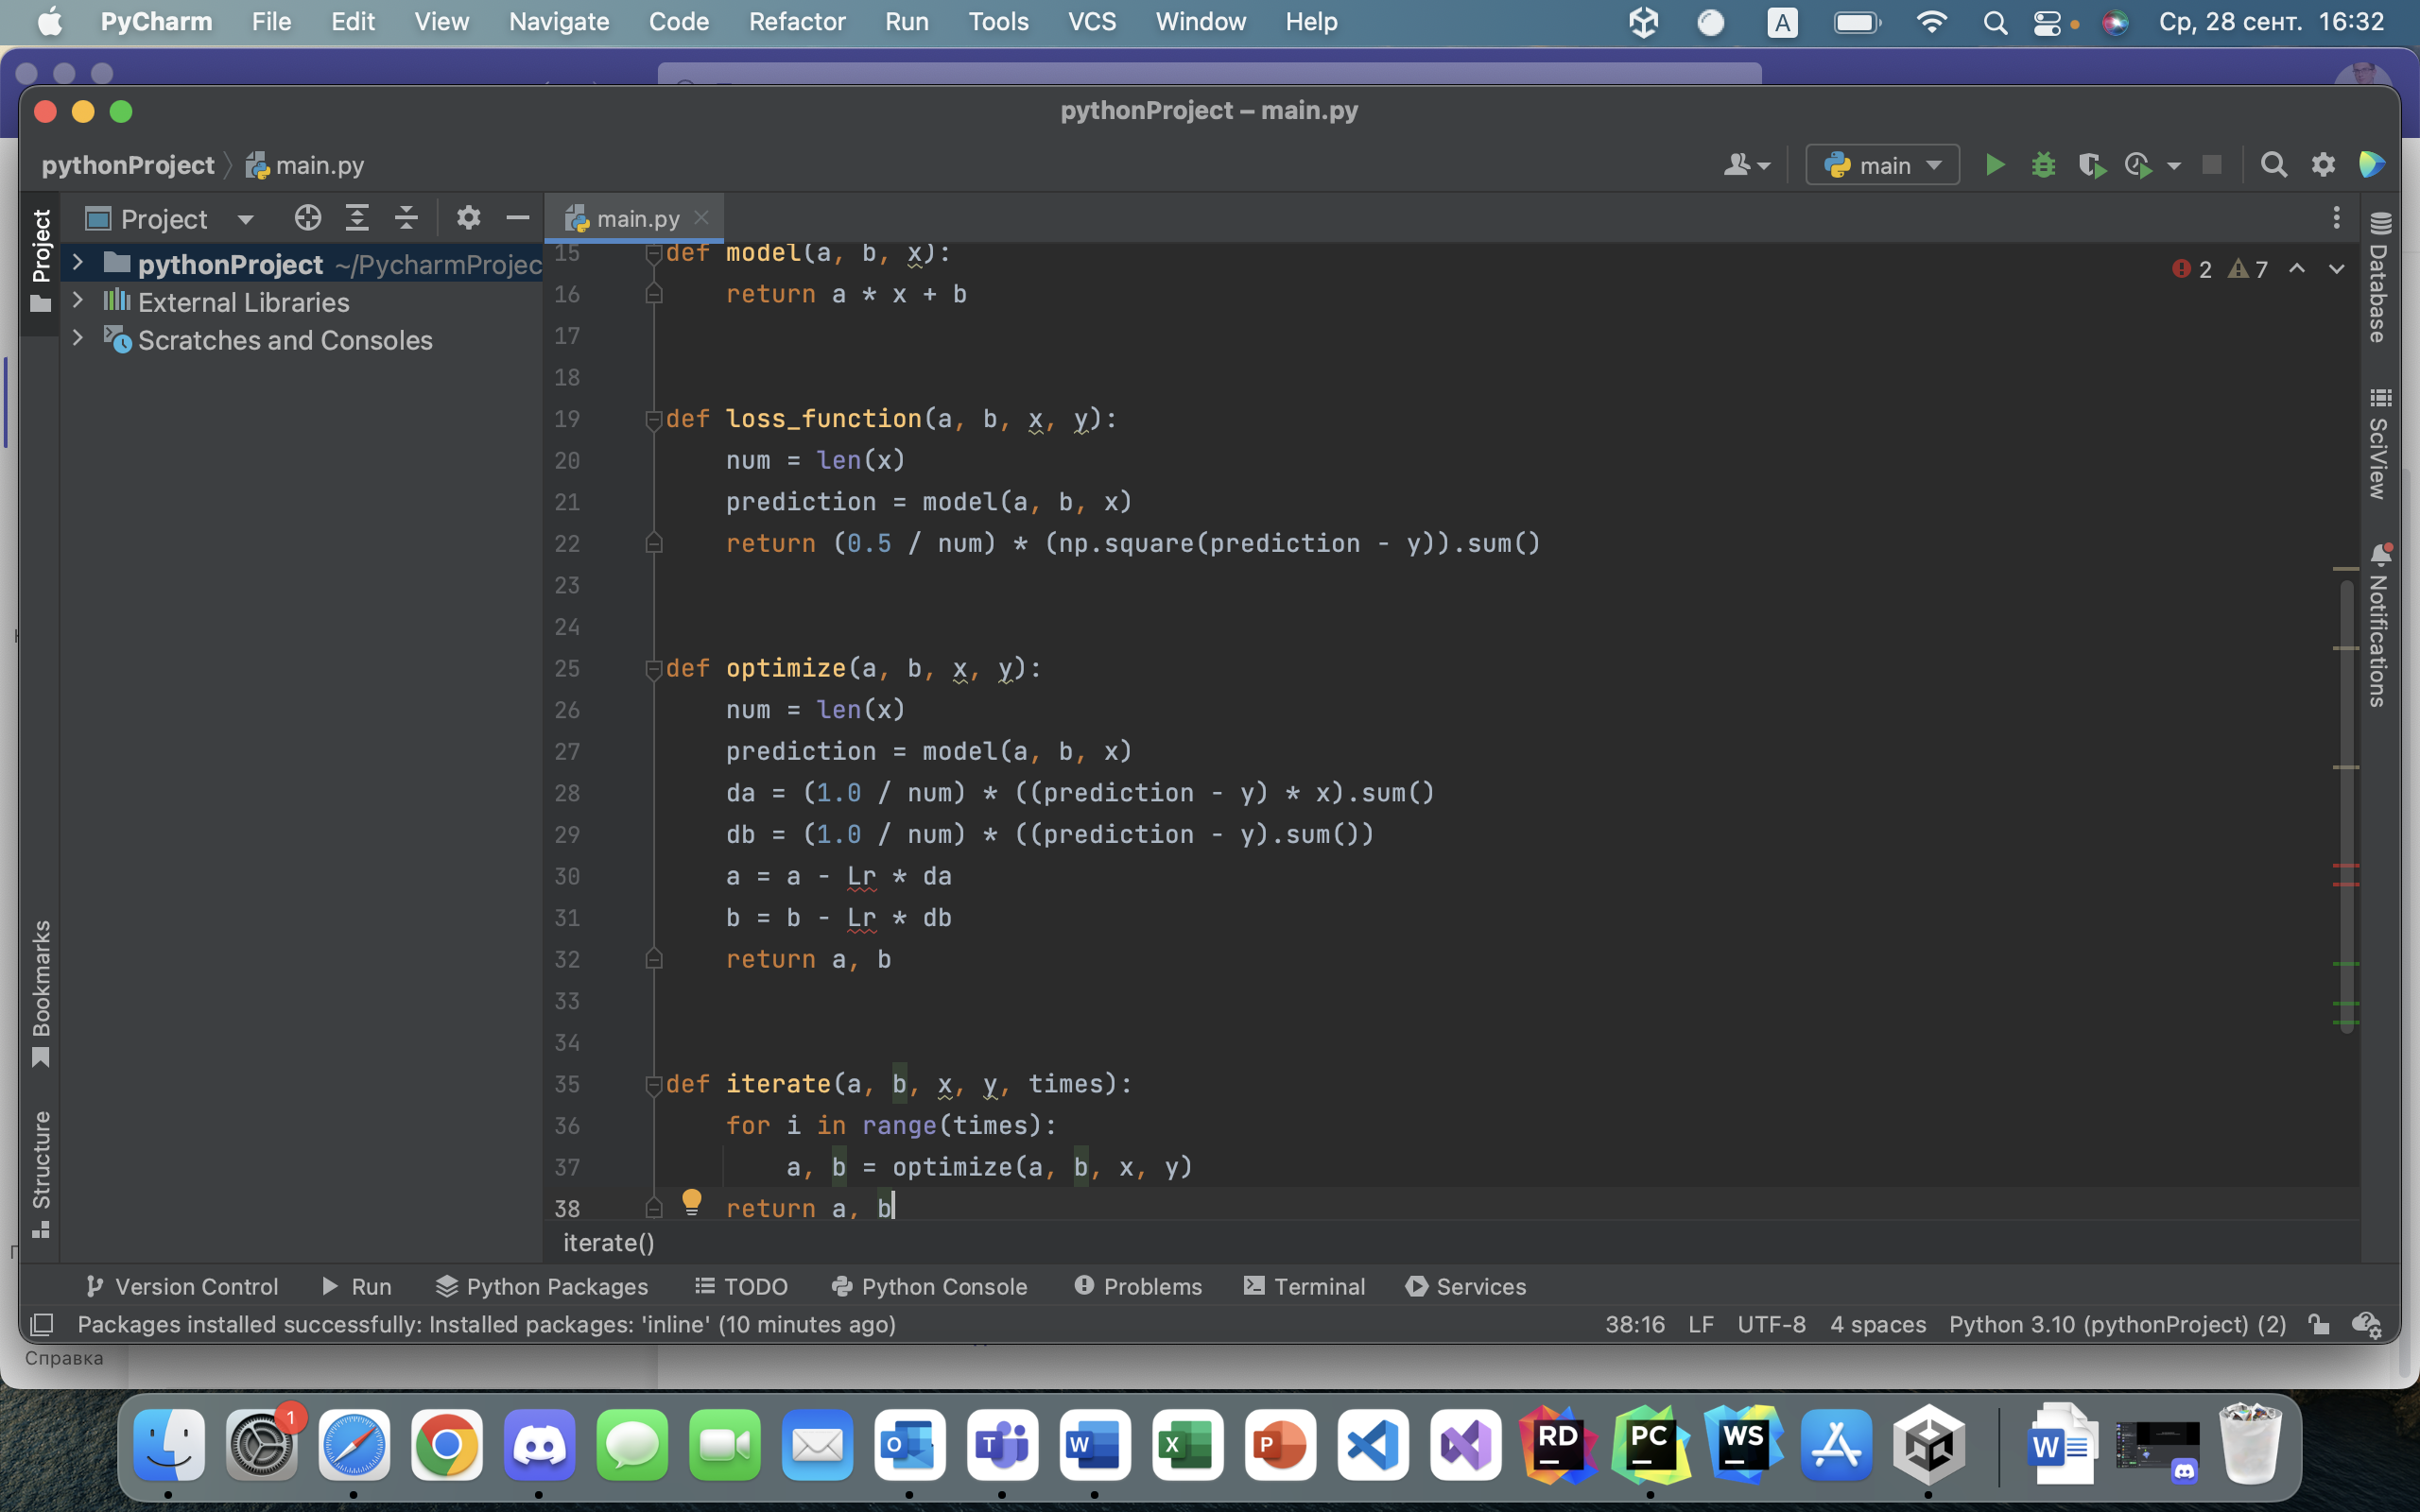 PyCharm File Edit View Navigate Code Refactor Run Tools VCS Window Help A Ср, 28 сент. 16:32
pythonProject – main.py
pythonProject main.py main
Project main.py
Project
pythonProject ~/PycharmProjec
External Libraries
Scratches and Consoles
2 7
15 def model(a, b, x):
16 return a * x + b
17
18
19 def loss_function(a, b, x, y):
20 num = len(x)
21 prediction = model(a, b, x)
22 return (0.5 / num) * (np.square(prediction - y)).sum()
23
24
25 def optimize(a, b, x, y):
26 num = len(x)
27 prediction = model(a, b, x)
28 da = (1.0 / num) * ((prediction - y) * x).sum()
29 db = (1.0 / num) * ((prediction - y).sum())
30 a = a - Lr * da
31 b = b - Lr * db
32 return a, b
33
34
35 def iterate(a, b, x, y, times):
36 for i in range(times):
37 a, b = optimize(a, b, x, y)
38 return a, b
iterate()
Database
SciView
Notifications
Bookmarks
Structure
Version Control Run Python Packages TODO Python Console Problems Terminal Services
Packages installed successfully: Installed packages: 'inline' (10 minutes ago) 38:16 LF UTF-8 4 spaces Python 3.10 (pythonProject) (2)
Справка
1 O T W X P RD PC WS W